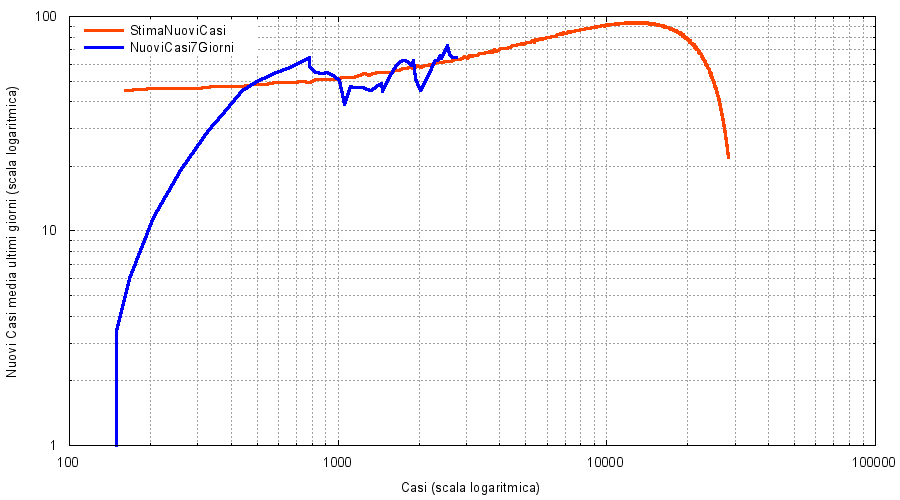 100
StimaNuoviCasi
NuoviCasi7Giorni
Nuovi Casi media ultimi giorni (scala logaritmica)
10
1
100 1000 10000 100000
Casi (scala logaritmica)